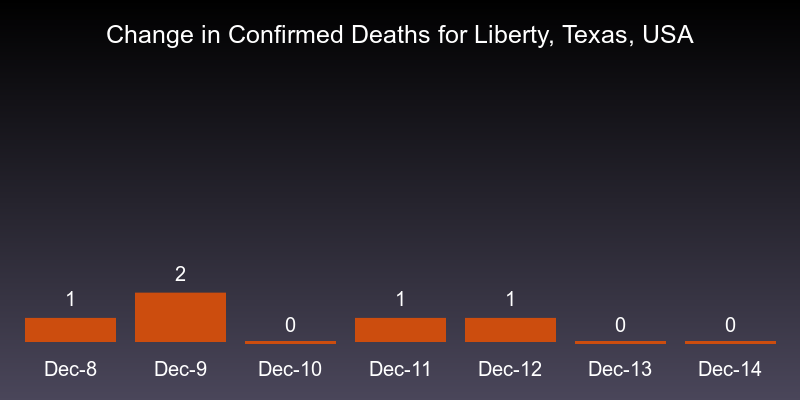 Change in Confirmed Deaths for Liberty, Texas, USA
1
2
0
1
1
0
0
Dec-8
Dec-9
Dec-10
Dec-11
Dec-12
Dec-13
Dec-14